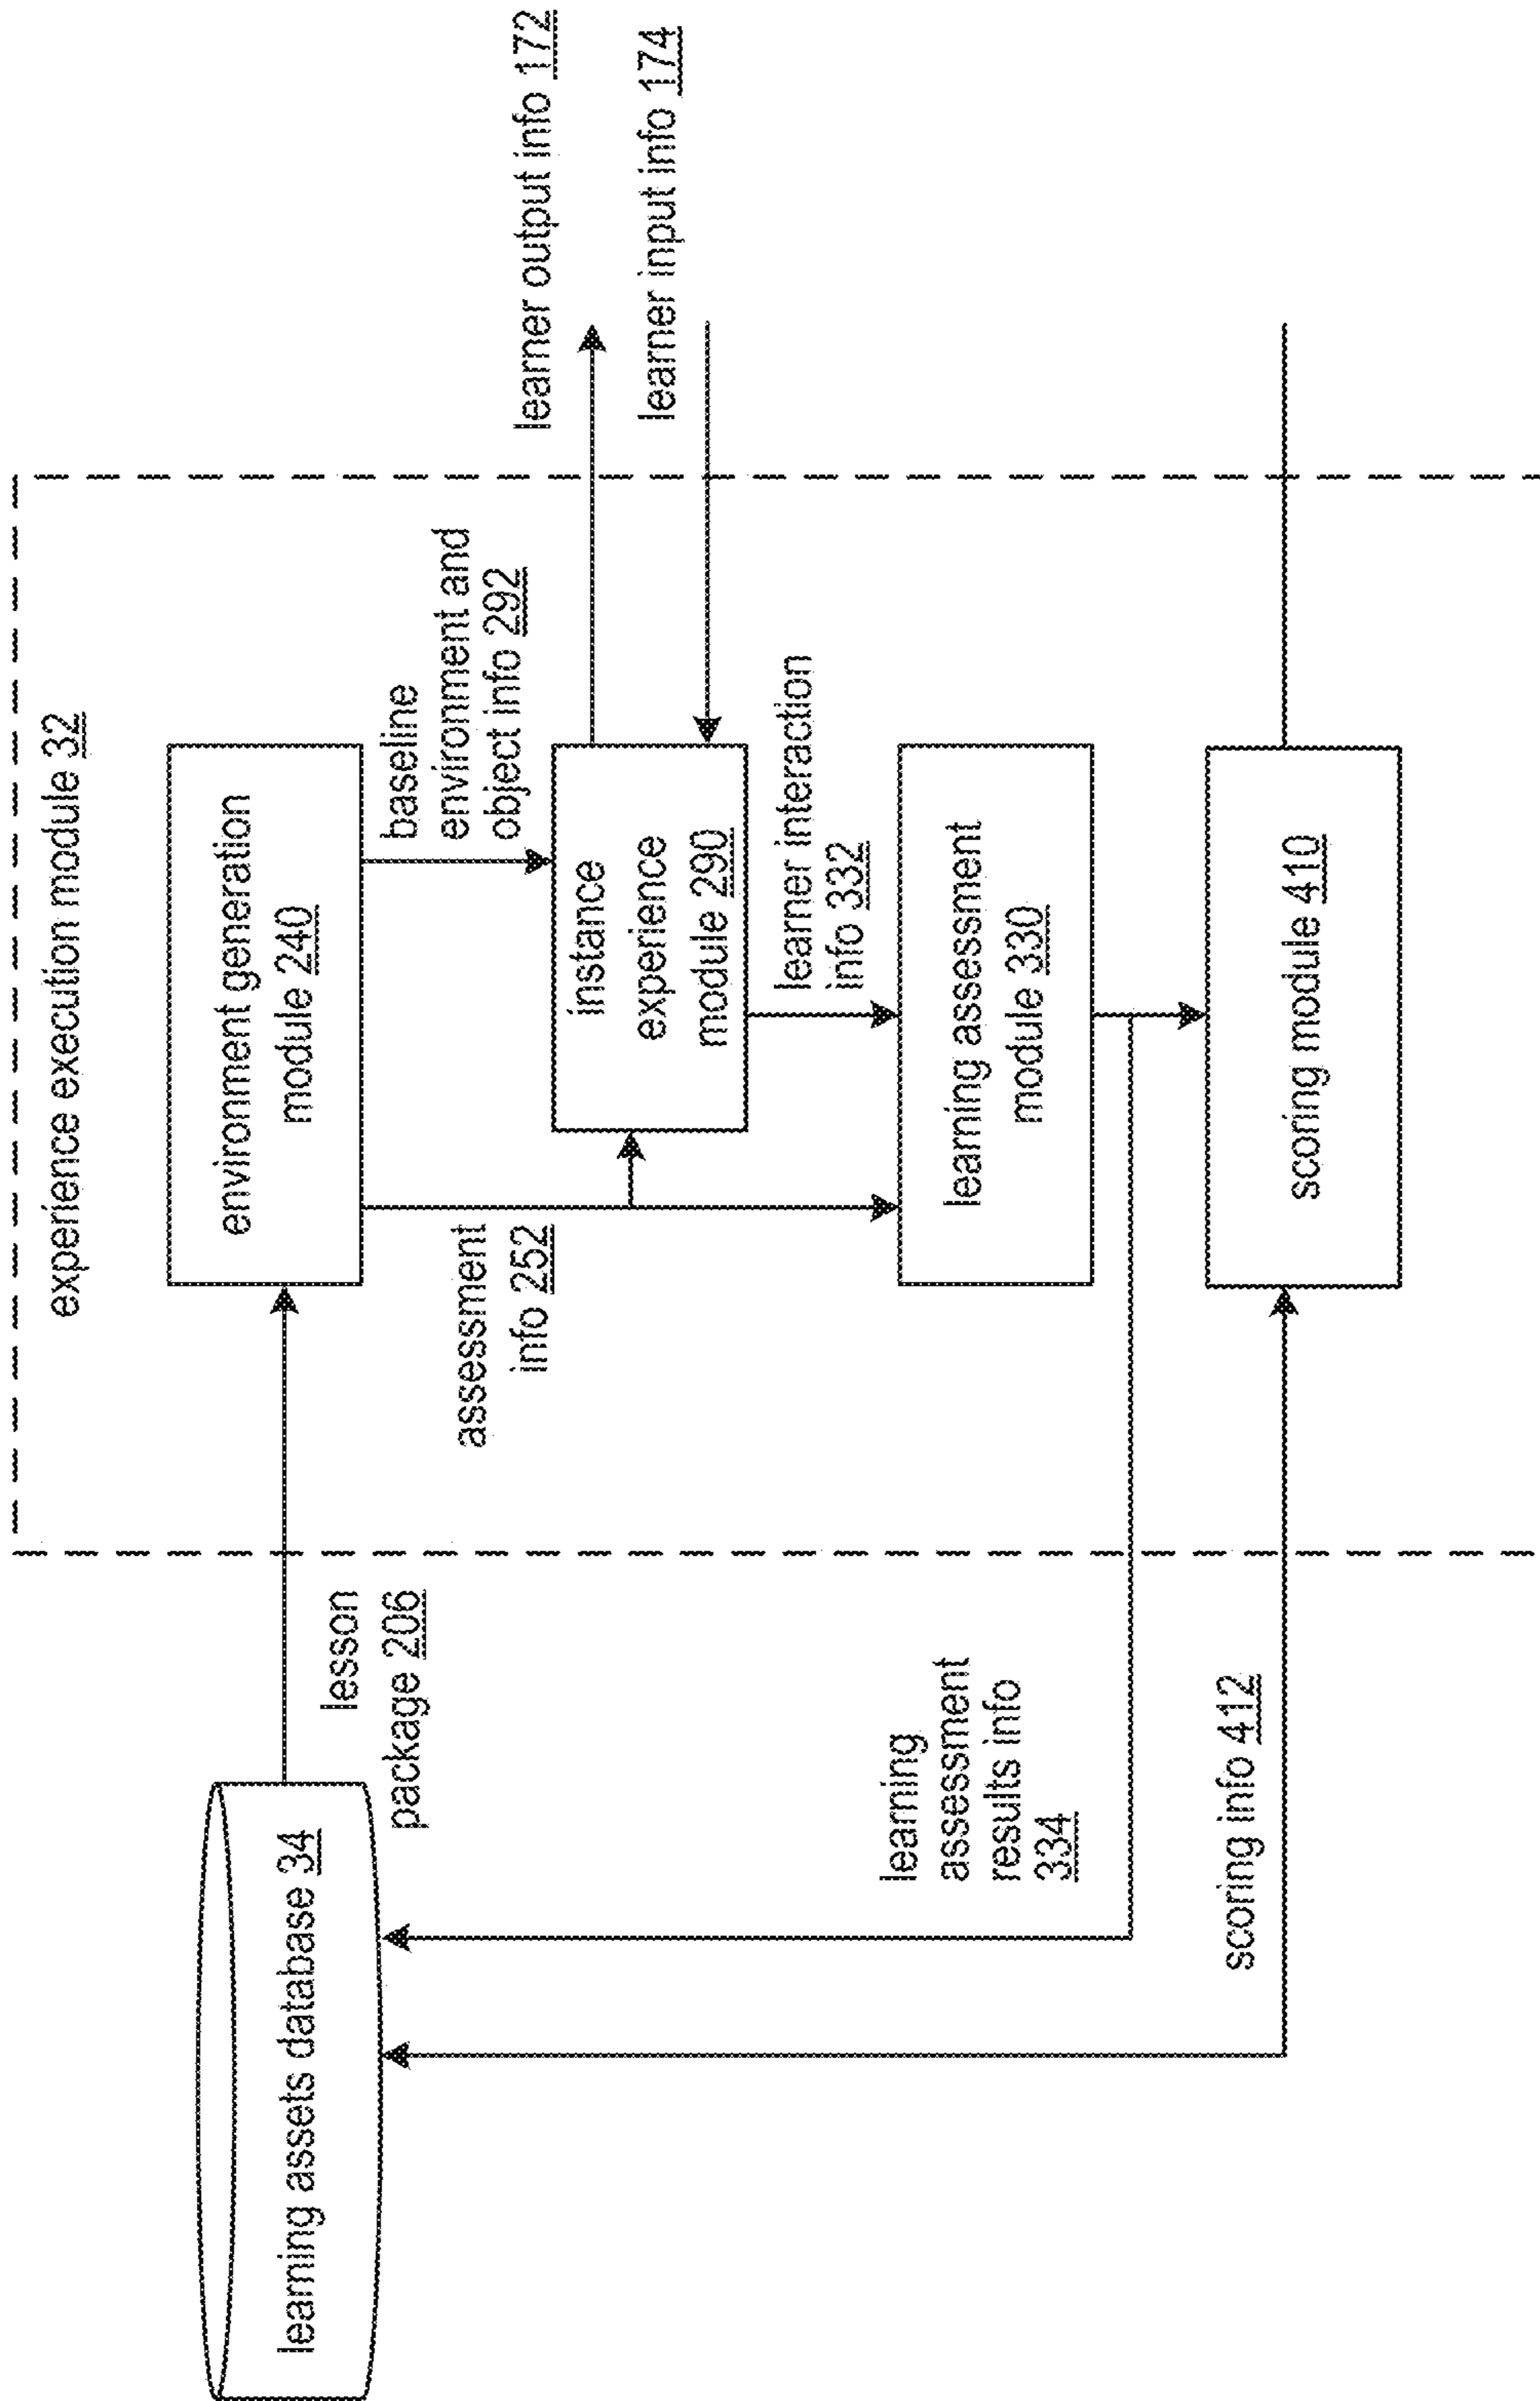 experience execution module 32
learning assets database 34
lesson
package 206
environment generation
module 240
assessment
info 252
baseline
environment and
object info 292
instance
experience
module 290
learner output info 172
learner input info 174
learner interaction
info 332
learning
assessment
results info
334
learning assessment
module 330
scoring info 412
scoring module 410